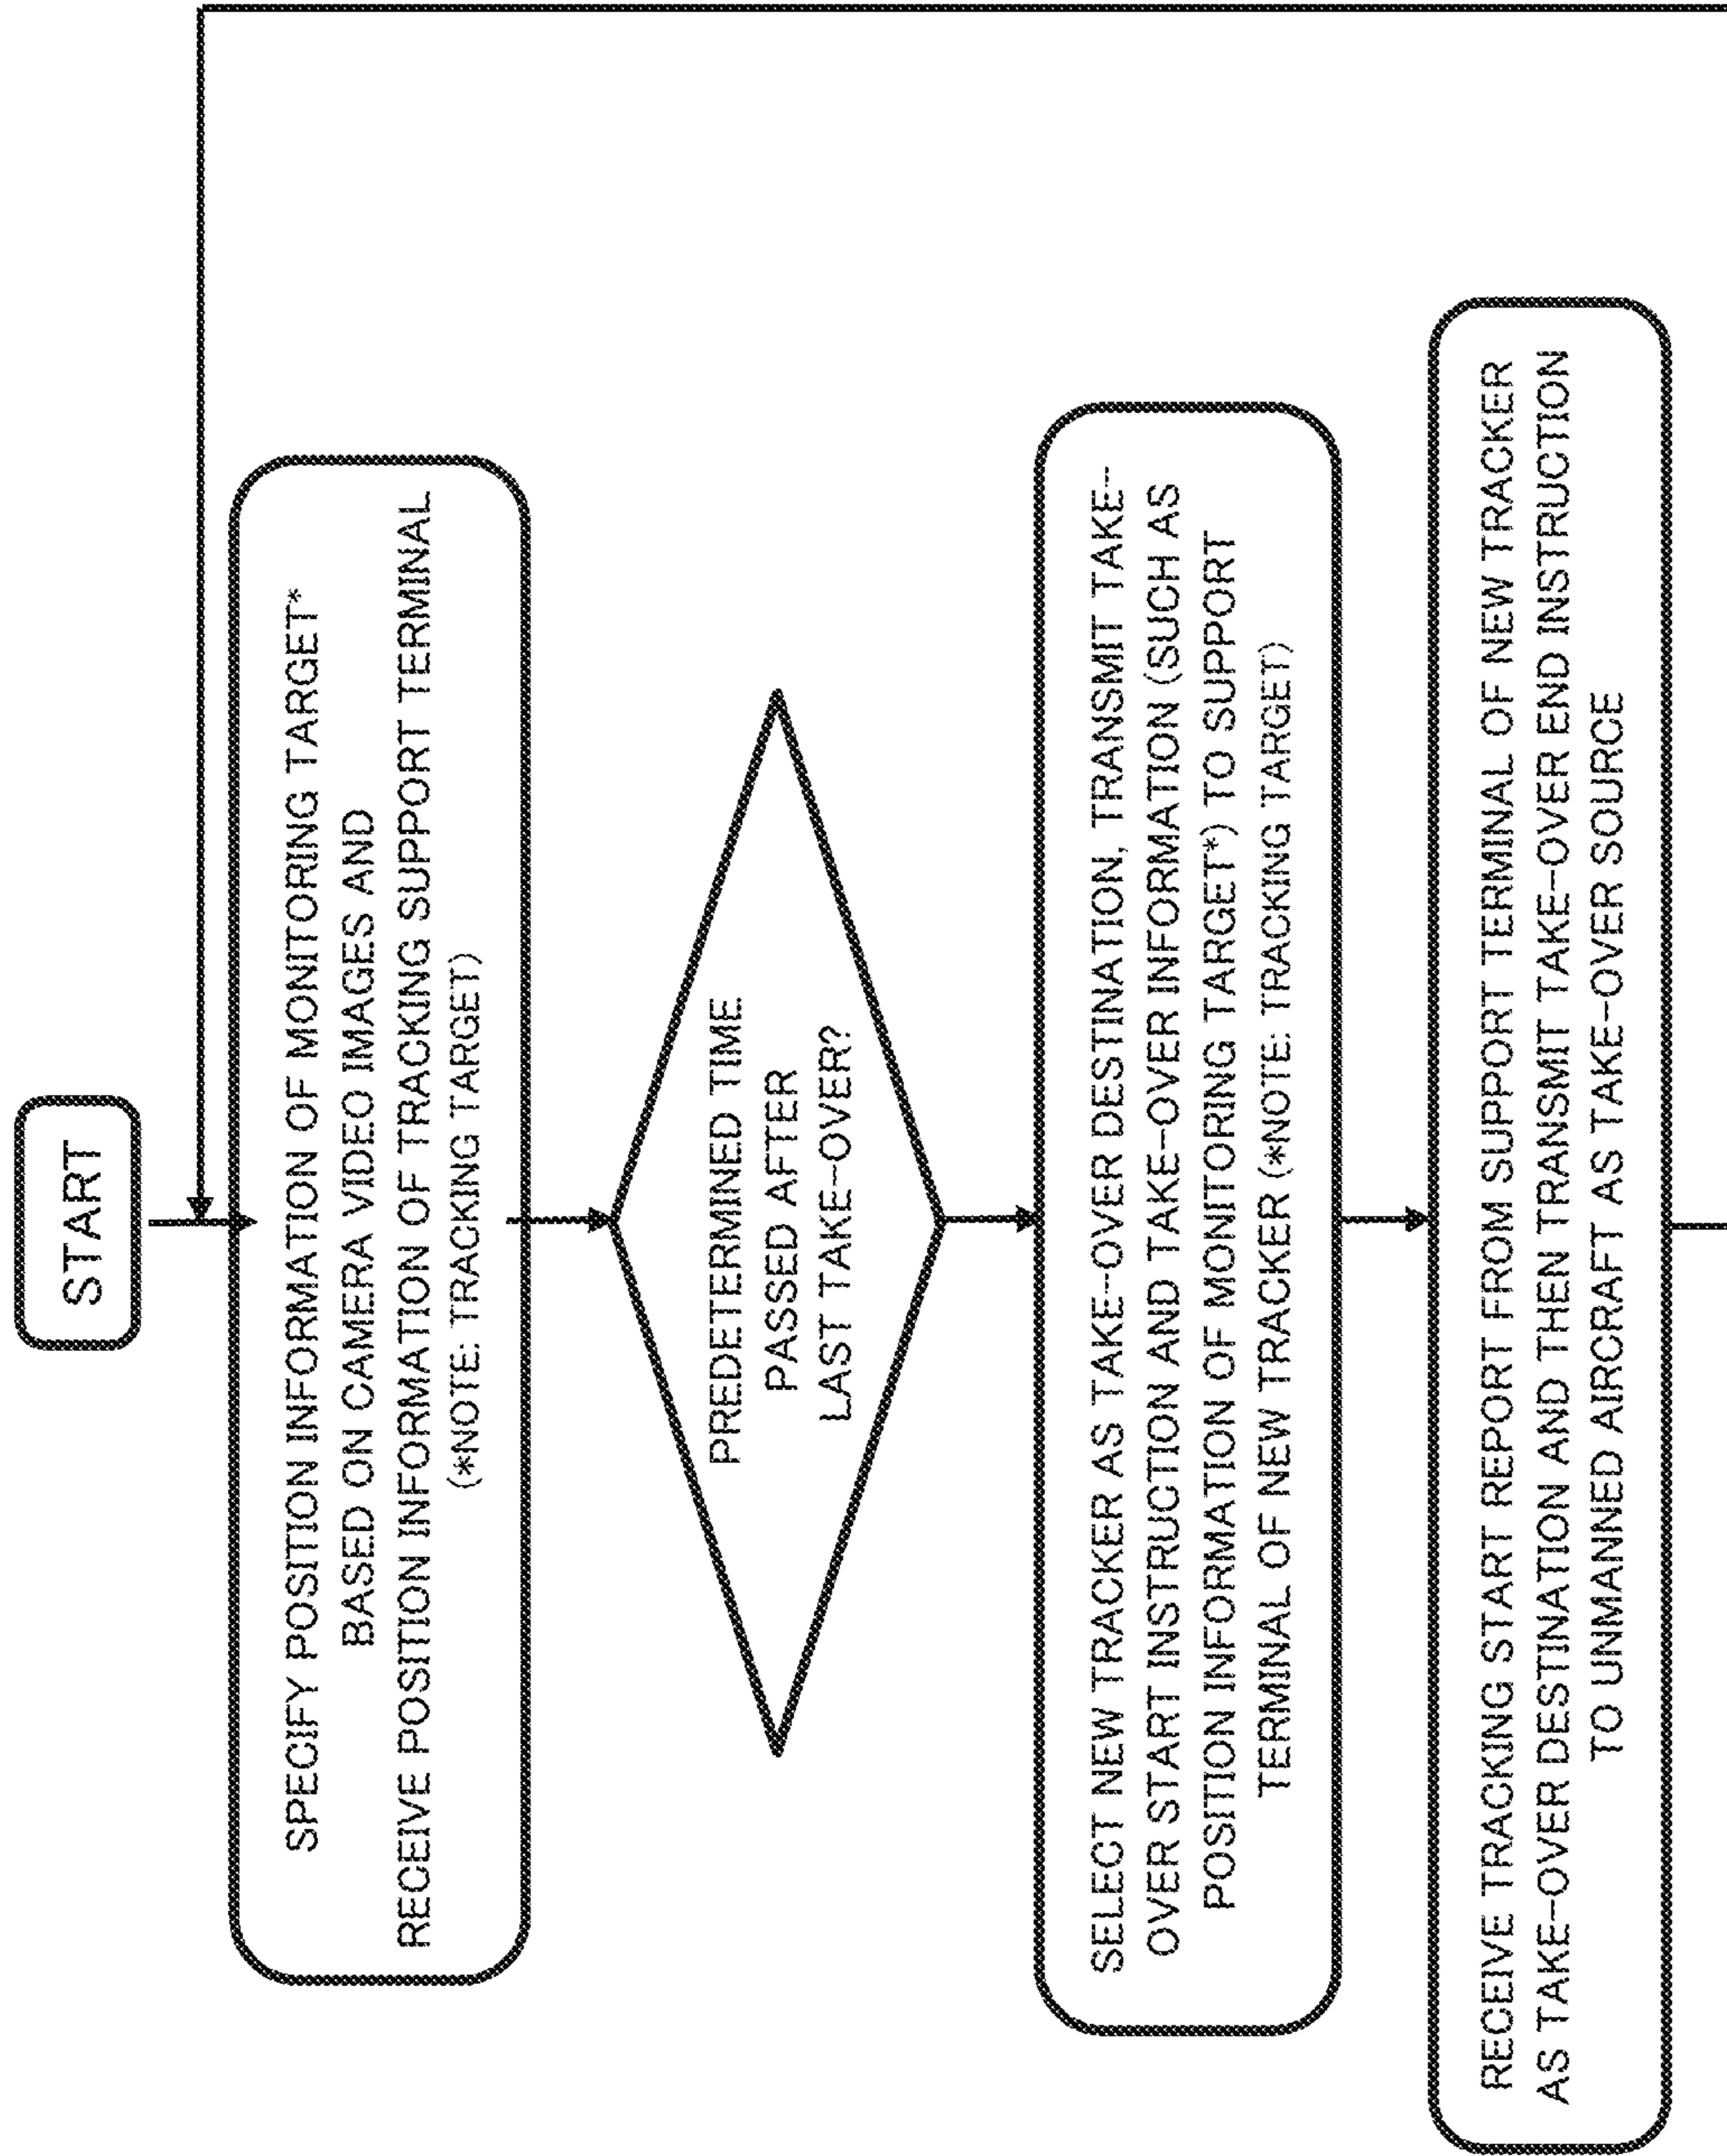 START
SPECIFY POSITION INFORMATION OF MONITORING TARGET*
BASED ON CAMERA VIDEO IMAGES AND
RECEIVE POSITION INFORMATION OF TRACKING SUPPORT TERMINAL
(*NOTE: TRACKING TARGET)
PREDETERMINED TIME
PASSED AFTER
LAST TAKE-OVER?
SELECT NEW TRACKER AS TAKE-OVER DESTINATION, TRANSMIT TAKE-
OVER START INSTRUCTION AND TAKE-OVER INFORMATION (SUCH AS
POSITION INFORMATION OF MONITORING TARGET*) TO SUPPORT
TERMINAL OF NEW TRACKER (*NOTE: TRACKING TARGET)
RECEIVE TRACKING START REPORT FROM SUPPORT TERMINAL OF NEW TRACKER
AS TAKE-OVER DESTINATION AND THEN TRANSMIT TAKE-OVER END INSTRUCTION
TO UNMANNED AIRCRAFT AS TAKE-OVER SOURCE